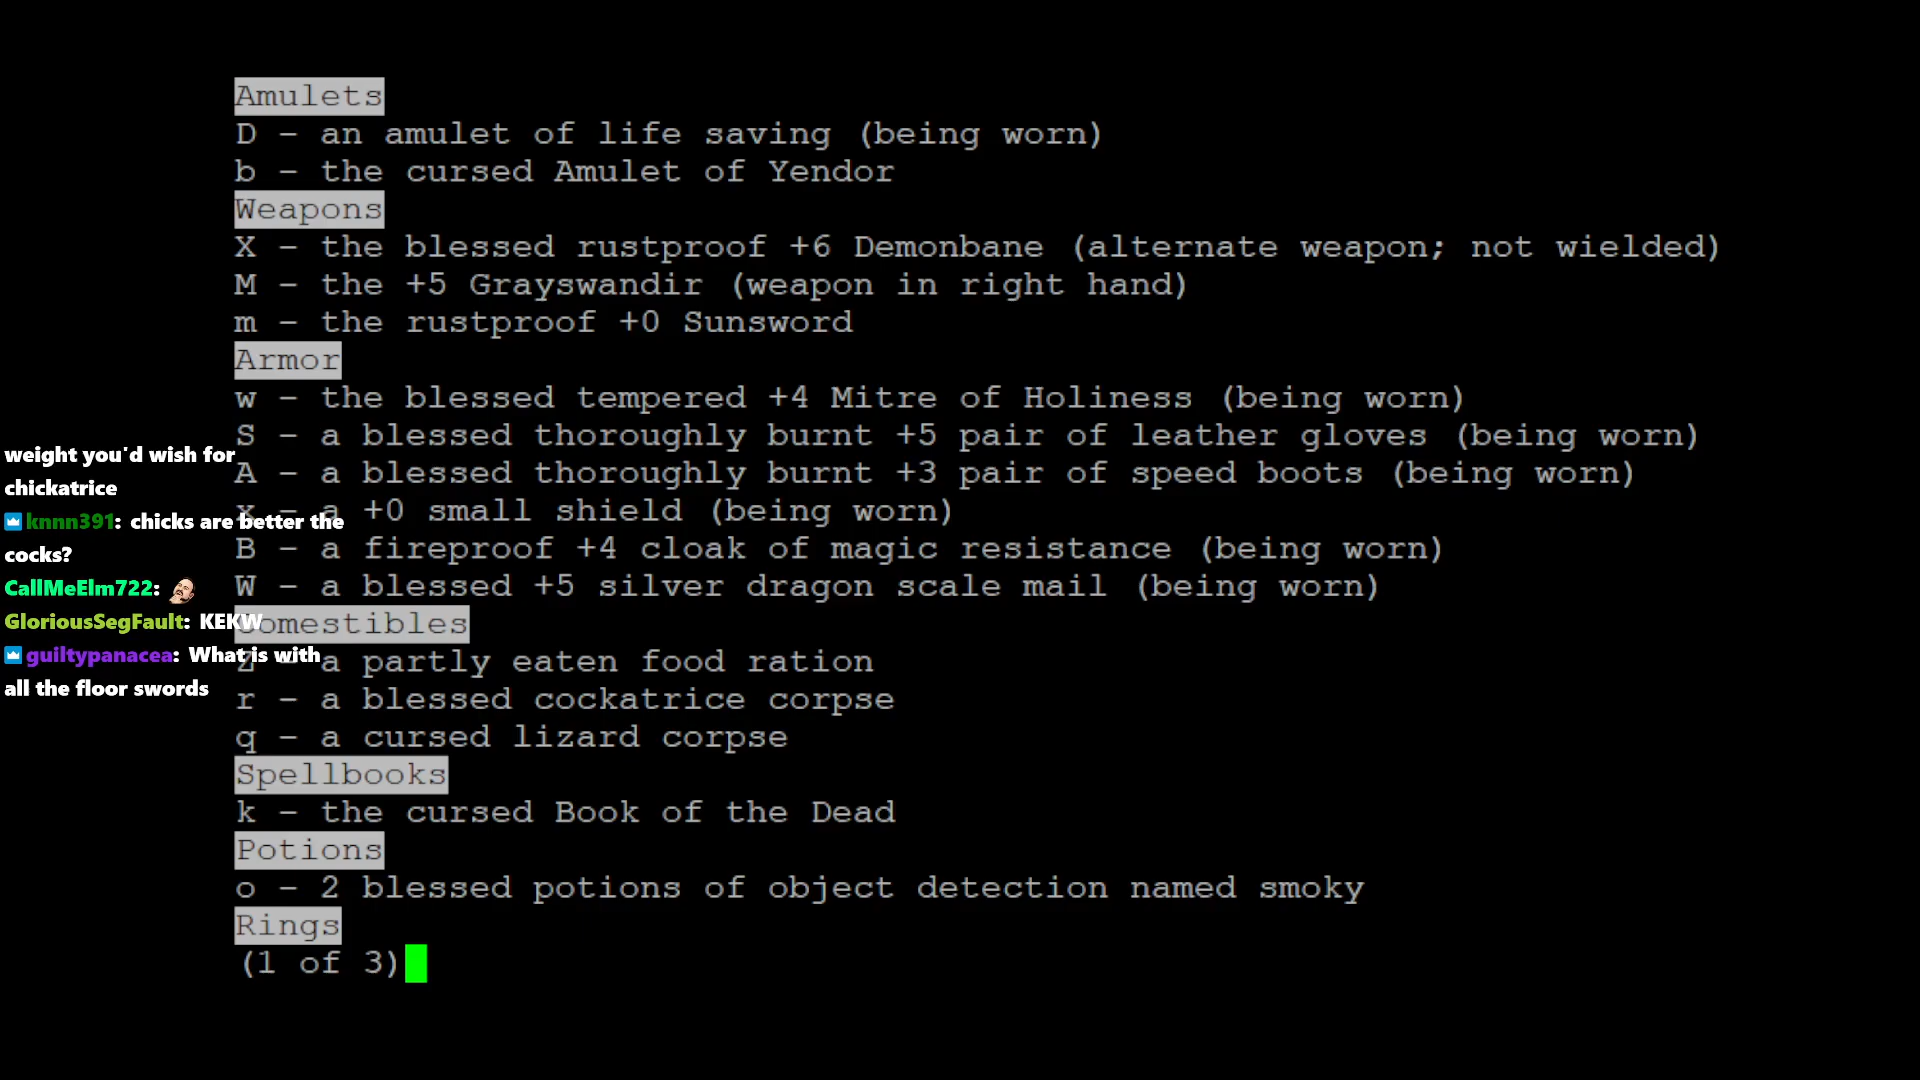 Amulets
D - an amulet of life saving (being worn)
b - the cursed Amulet of Yendor
Weapons
X - the blessed rustproof +6 Demonbane (alternate weapon; not wielded)
M - the +5 Grayswandir (weapon in right hand)
m - the rustproof +0 Sunsword
Armor
w - the blessed tempered +4 Mitre of Holiness (being worn)
S - a blessed thoroughly burnt +5 pair of leather gloves (being worn)
A - a blessed thoroughly burnt +3 pair of speed boots (being worn)
x - a +0 small shield (being worn)
B - a fireproof +4 cloak of magic resistance (being worn)
W - a blessed +5 silver dragon scale mail (being worn)
Comestibles
Z - a partly eaten food ration
r - a blessed cockatrice corpse
q - a cursed lizard corpse
Spellbooks
k - the cursed Book of the Dead
Potions
o - 2 blessed potions of object detection named smoky
Rings
(1 of 3)
weight you'd wish for
chickatrice
knnn391: chicks are better the
cocks?
CallMeElm722:
GloriousSegFault: KEKW
guiltypanacea: What is with
all the floor swords